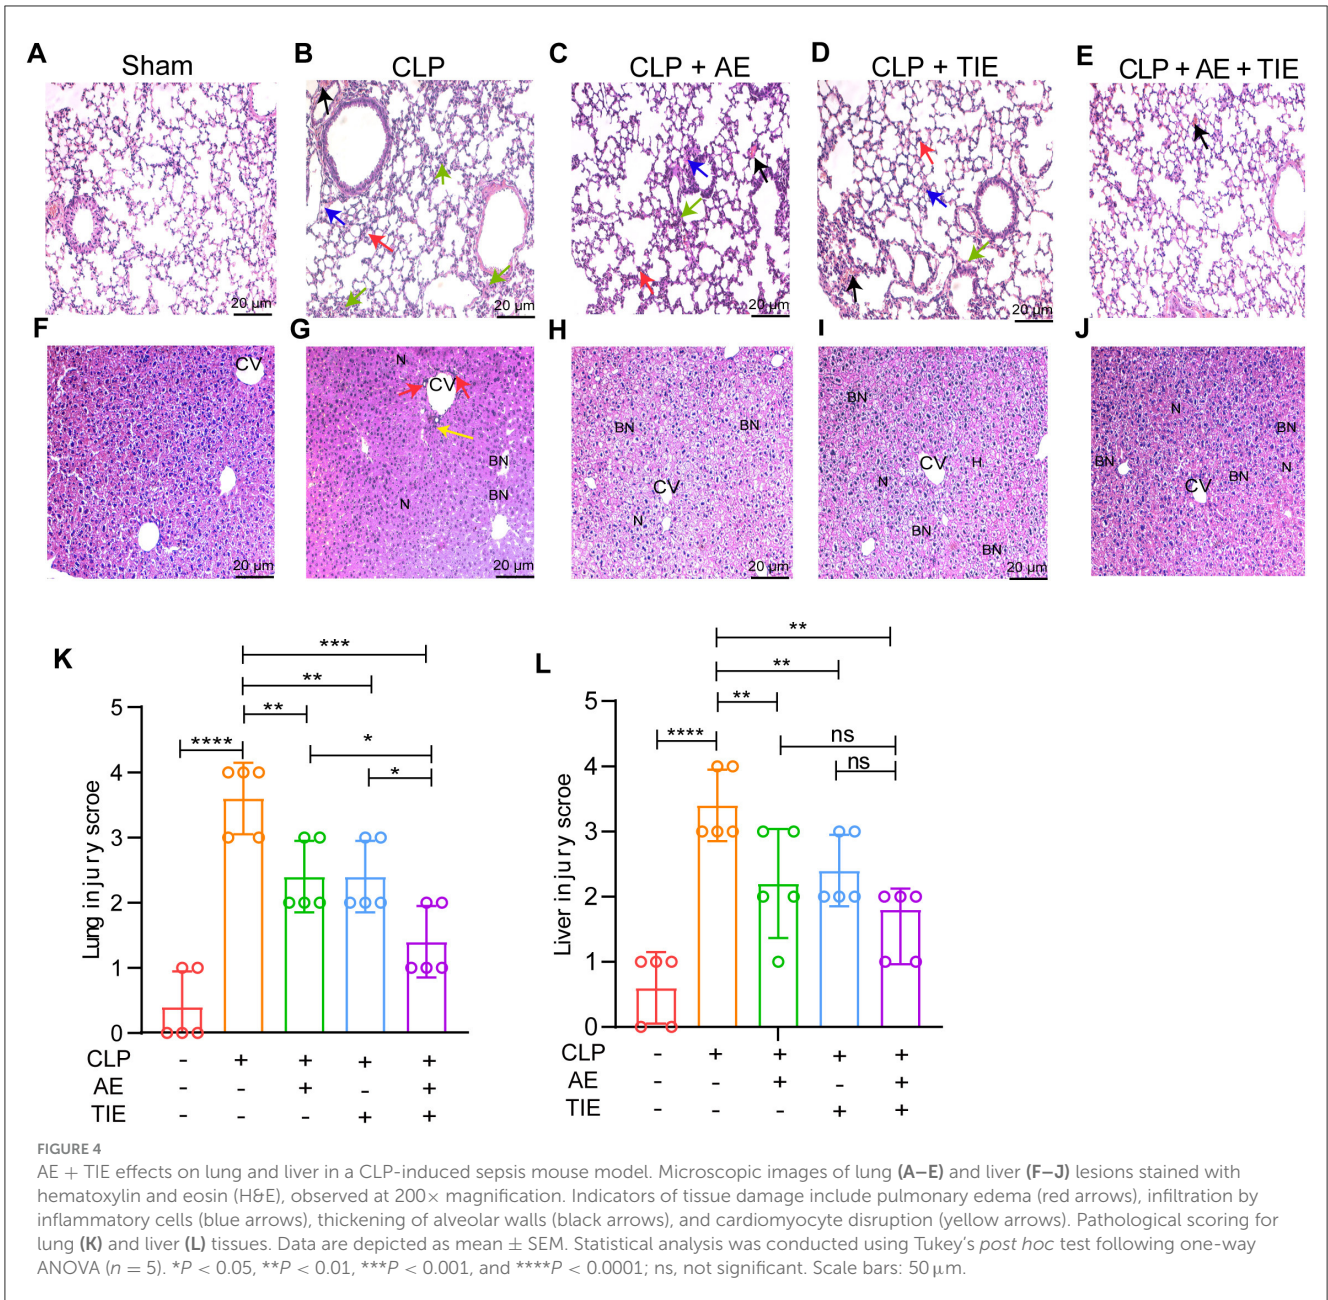 A Sham
B CLP
C CLP + AE
D CLP + TIE
E CLP + AE + TIE
20 µm 20 µm 20 µm 20 µm
F CV 20 µm
G N CV BN BN N 20 µm
H BN BN CV N 20 µm
I BN CV H N BN BN 20 µm
J N BN BN BN N CV
K
***
**
**
****
*
*
5
4
3
2
1
0
Lung injury scroe
CLP - + + + +
AE - - + - +
TIE - - - + +
L
**
**
**
****
ns
ns
5
4
3
2
1
0
Liver injury scroe
CLP - + + + +
AE - - + - +
TIE - - - + +
FIGURE 4
AE + TIE effects on lung and liver in a CLP-induced sepsis mouse model. Microscopic images of lung (A–E) and liver (F–J) lesions stained with
hematoxylin and eosin (H&E), observed at 200× magnification. Indicators of tissue damage include pulmonary edema (red arrows), infiltration by
inflammatory cells (blue arrows), thickening of alveolar walls (black arrows), and cardiomyocyte disruption (yellow arrows). Pathological scoring for
lung (K) and liver (L) tissues. Data are depicted as mean ± SEM. Statistical analysis was conducted using Tukey's post hoc test following one-way
ANOVA (n = 5). *P < 0.05, **P < 0.01, ***P < 0.001, and ****P < 0.0001; ns, not significant. Scale bars: 50 µm.